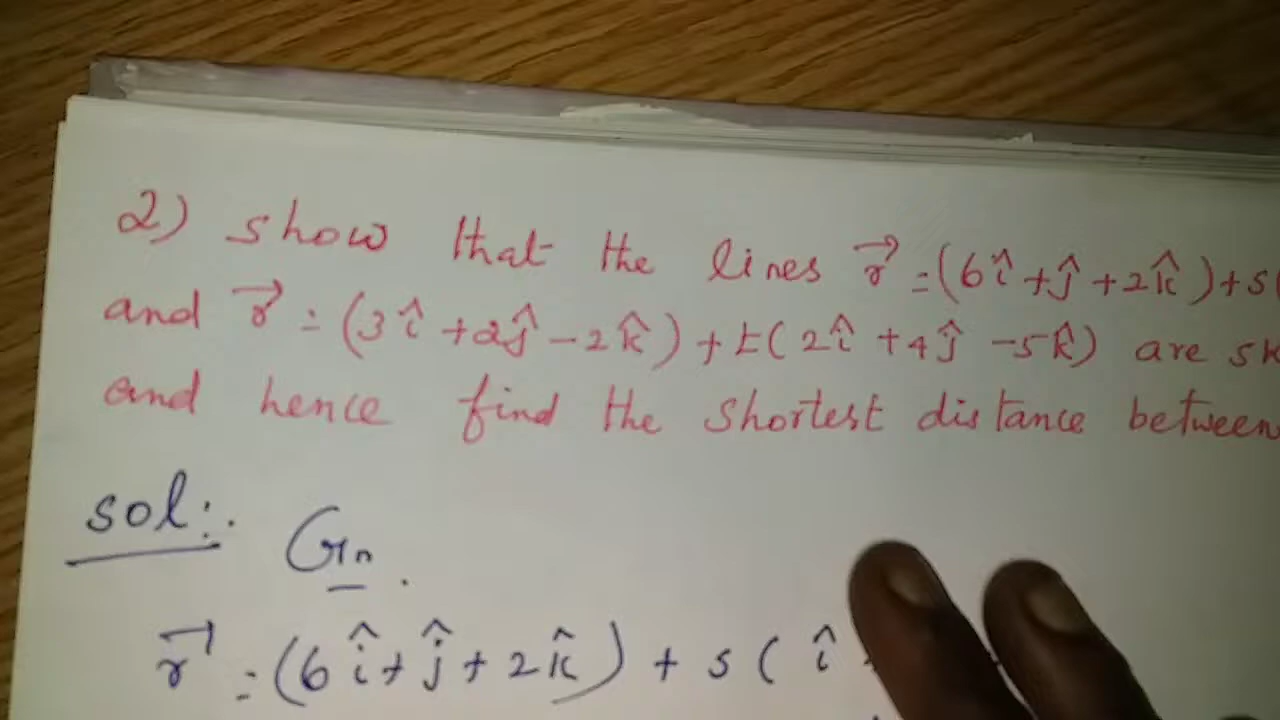 2) show that the lines r⃗ = (6î + ĵ + 2k̂) + s(
and r⃗ = (3î + 2ĵ - 2k̂) + t(2î + 4ĵ - 5k̂) are sk
and hence find the shortest distance between
sol:.
Gn.
r⃗ = (6î + ĵ + 2k̂) + s(î